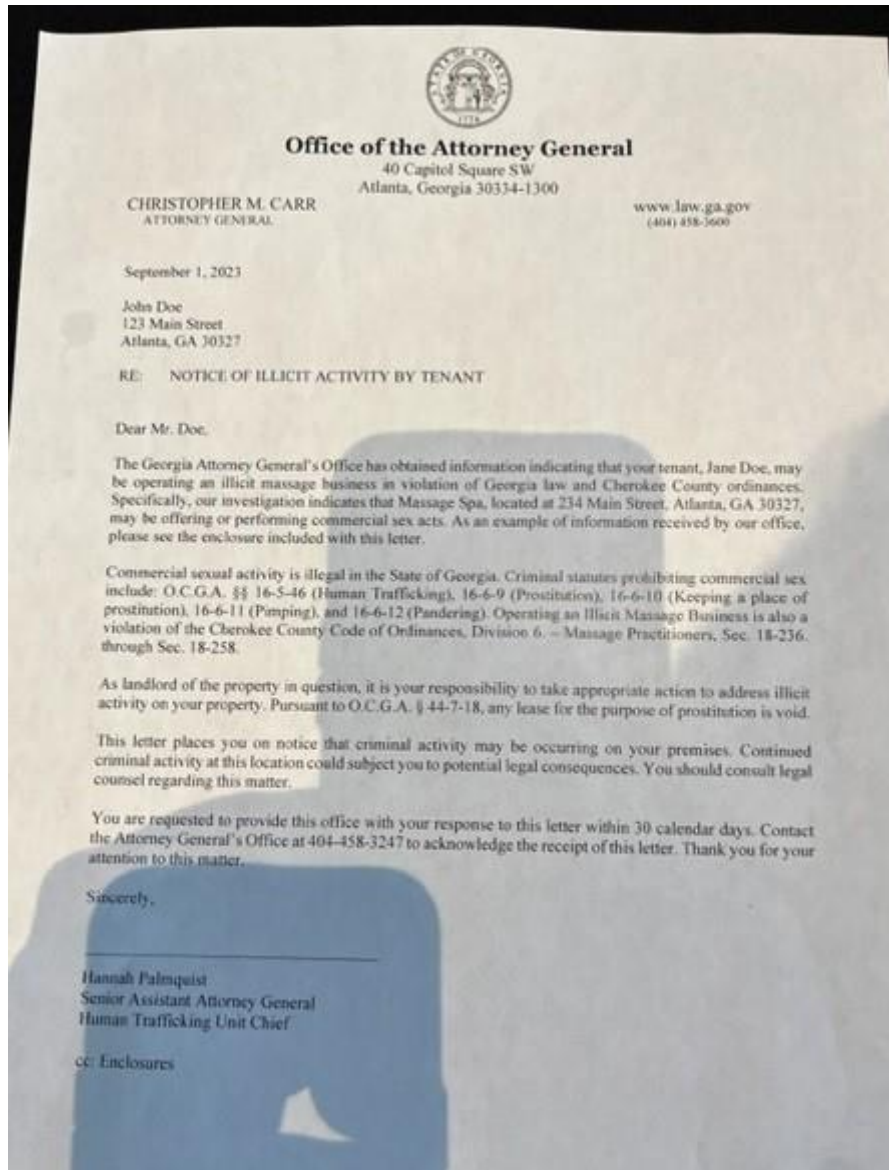 STATE OF GEORGIA
1776
Office of the Attorney General
40 Capitol Square SW
Atlanta, Georgia 30334-1300
CHRISTOPHER M. CARR
ATTORNEY GENERAL
www.law.ga.gov
(404) 458-3600
September 1, 2023
John Doe
123 Main Street
Atlanta, GA 30327
RE: NOTICE OF ILLICIT ACTIVITY BY TENANT
Dear Mr. Doe,
The Georgia Attorney General's Office has obtained information indicating that your tenant, Jane Doe, may
be operating an illicit massage business in violation of Georgia law and Cherokee County ordinances.
Specifically, our investigation indicates that Massage Spa, located at 234 Main Street, Atlanta, GA 30327,
may be offering or performing commercial sex acts. As an example of information received by our office,
please see the enclosure included with this letter.
Commercial sexual activity is illegal in the State of Georgia. Criminal statutes prohibiting commercial sex
include: O.C.G.A. §§ 16-5-46 (Human Trafficking), 16-6-9 (Prostitution), 16-6-10 (Keeping a place of
prostitution), 16-6-11 (Pimping), and 16-6-12 (Pandering). Operating an Illicit Massage Business is also a
violation of the Cherokee County Code of Ordinances, Division 6. – Massage Practitioners, Sec. 18-236.
through Sec. 18-258.
As landlord of the property in question, it is your responsibility to take appropriate action to address illicit
activity on your property. Pursuant to O.C.G.A. § 44-7-18, any lease for the purpose of prostitution is void.
This letter places you on notice that criminal activity may be occurring on your premises. Continued
criminal activity at this location could subject you to potential legal consequences. You should consult legal
counsel regarding this matter.
You are requested to provide this office with your response to this letter within 30 calendar days. Contact
the Attorney General's Office at 404-458-3247 to acknowledge the receipt of this letter. Thank you for your
attention to this matter.
Sincerely,
Hannah Palmquist
Senior Assistant Attorney General
Human Trafficking Unit Chief
cc: Enclosures